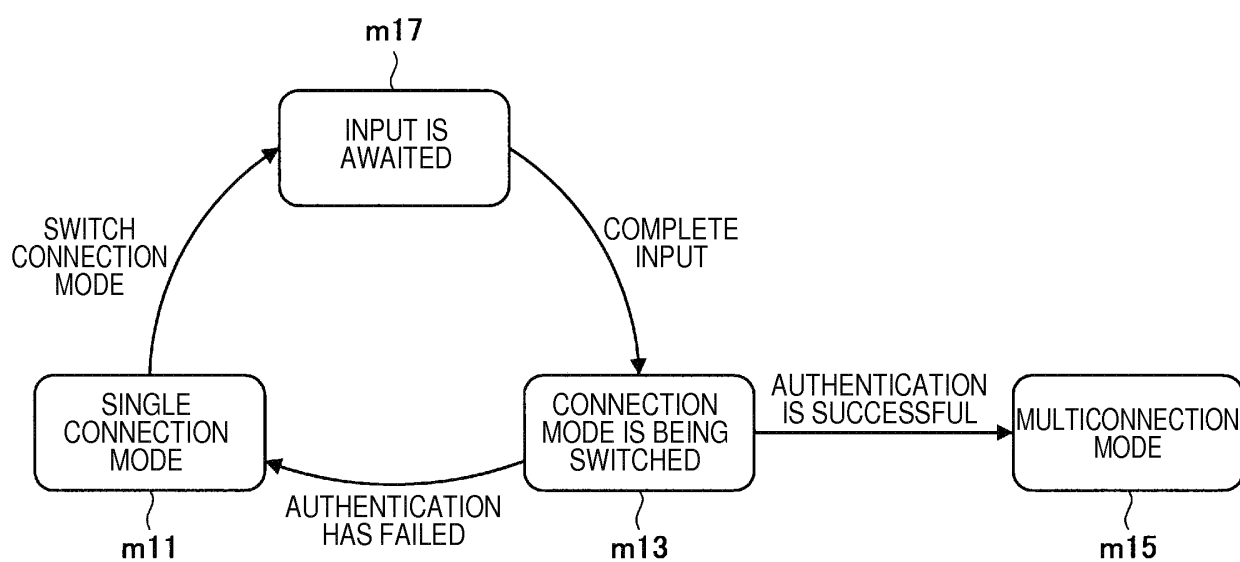 m17
INPUT IS
AWAITED
SWITCH
CONNECTION
MODE
COMPLETE
INPUT
SINGLE
CONNECTION
MODE
CONNECTION
MODE IS BEING
SWITCHED
AUTHENTICATION
IS SUCCESSFUL
MULTICONNECTION
MODE
AUTHENTICATION
HAS FAILED
m11
m13
m15